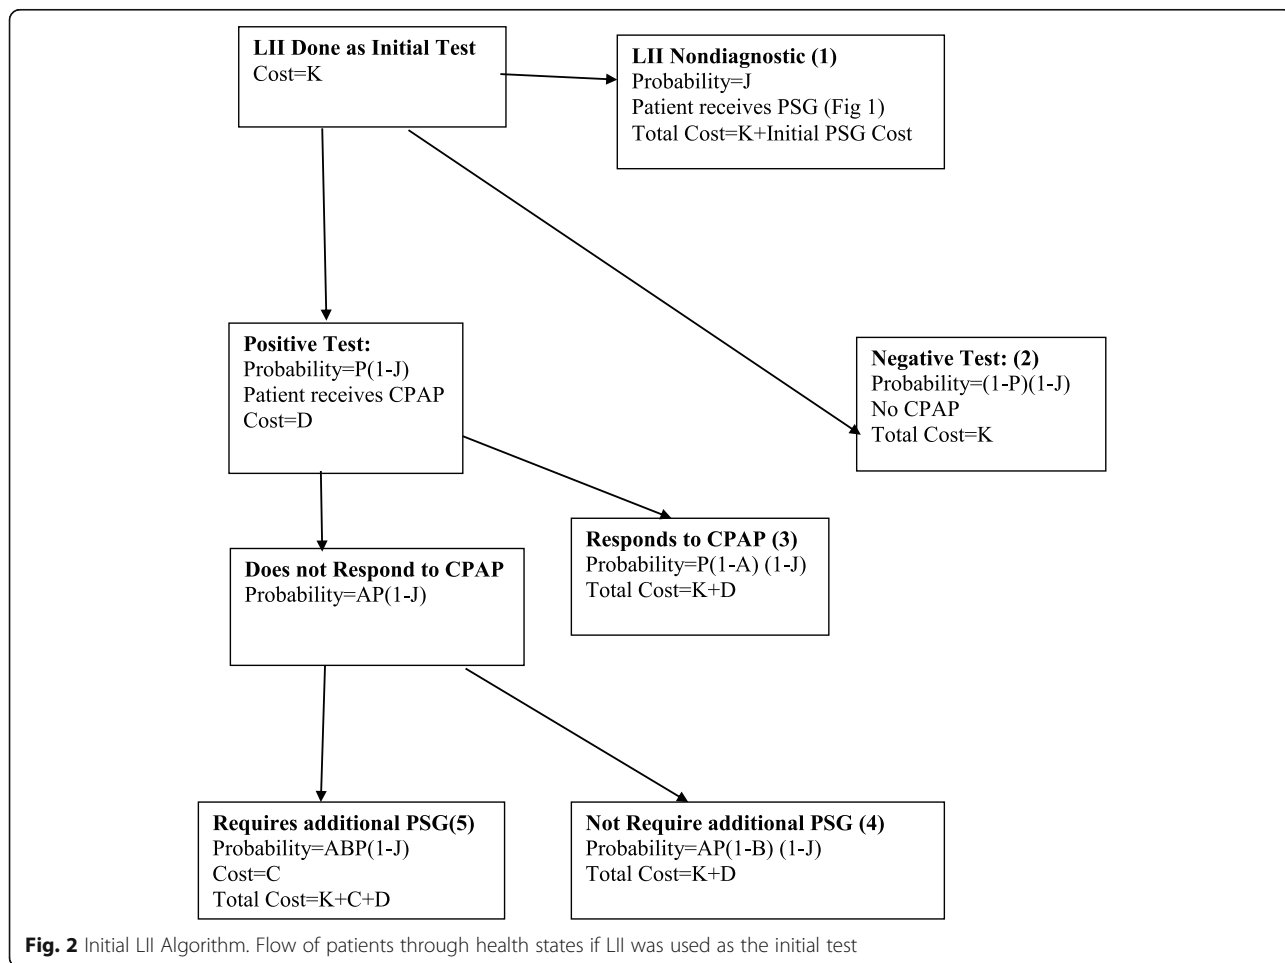 LII Done as Initial Test
Cost=K
LII Nondiagnostic (1)
Probability=J
Patient receives PSG (Fig 1)
Total Cost=K+Initial PSG Cost
Positive Test:
Probability=P(1-J)
Patient receives CPAP
Cost=D
Negative Test: (2)
Probability=(1-P)(1-J)
No CPAP
Total Cost=K
Responds to CPAP (3)
Probability=P(1-A) (1-J)
Total Cost=K+D
Does not Respond to CPAP
Probability=AP(1-J)
Requires additional PSG(5)
Probability=ABP(1-J)
Cost=C
Total Cost=K+C+D
Not Require additional PSG (4)
Probability=AP(1-B) (1-J)
Total Cost=K+D
Fig. 2 Initial LII Algorithm. Flow of patients through health states if LII was used as the initial test